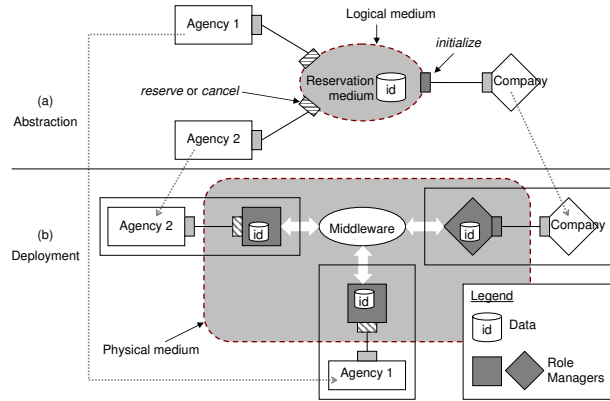 Logical medium
Agency 1
initialize
Reservation
medium
id
Company
(a)
Abstraction
reserve or cancel
Agency 2
(b)
Deployment
Agency 2
id
Middleware
id
Company
id
Physical medium
Agency 1
Legend
id Data
Role
Managers